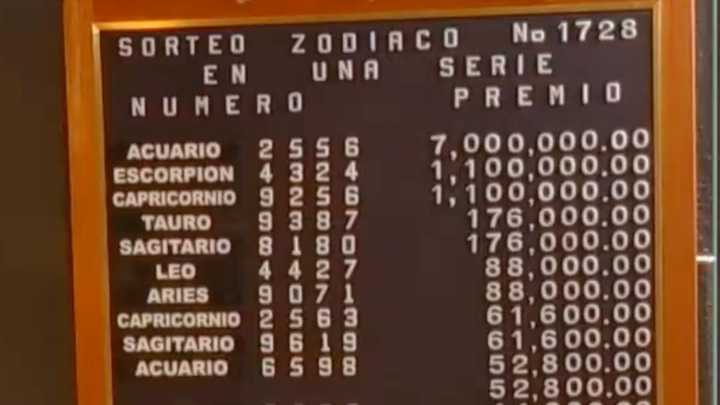 SORTEO ZODIACO No 1728
EN UNA SERIE
NUMERO PREMIO
ACUARIO 2556 7,000,000.00
ESCORPION 4324 1,100,000.00
CAPRICORNIO 9256 1,100,000.00
TAURO 9387 176,000.00
SAGITARIO 8180 176,000.00
LEO 4427 88,000.00
ARIES 9071 88,000.00
CAPRICORNIO 2563 61,600.00
SAGITARIO 9619 61,600.00
ACUARIO 6598 52,800.00
52,800.00